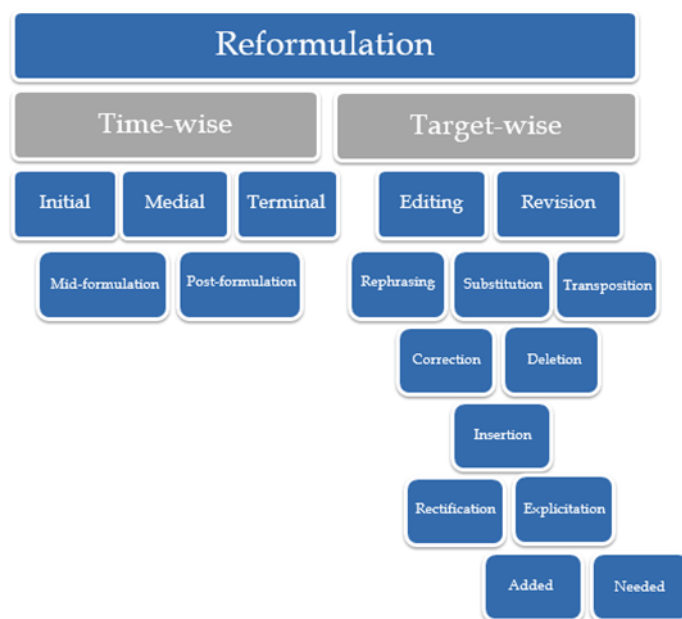 Reformulation
Time-wise
Target-wise
Initial
Medial
Terminal
Editing
Revision
Mid-formulation
Post-formulation
Rephrasing
Substitution
Transposition
Correction
Deletion
Insertion
Rectification
Explicitation
Added
Needed